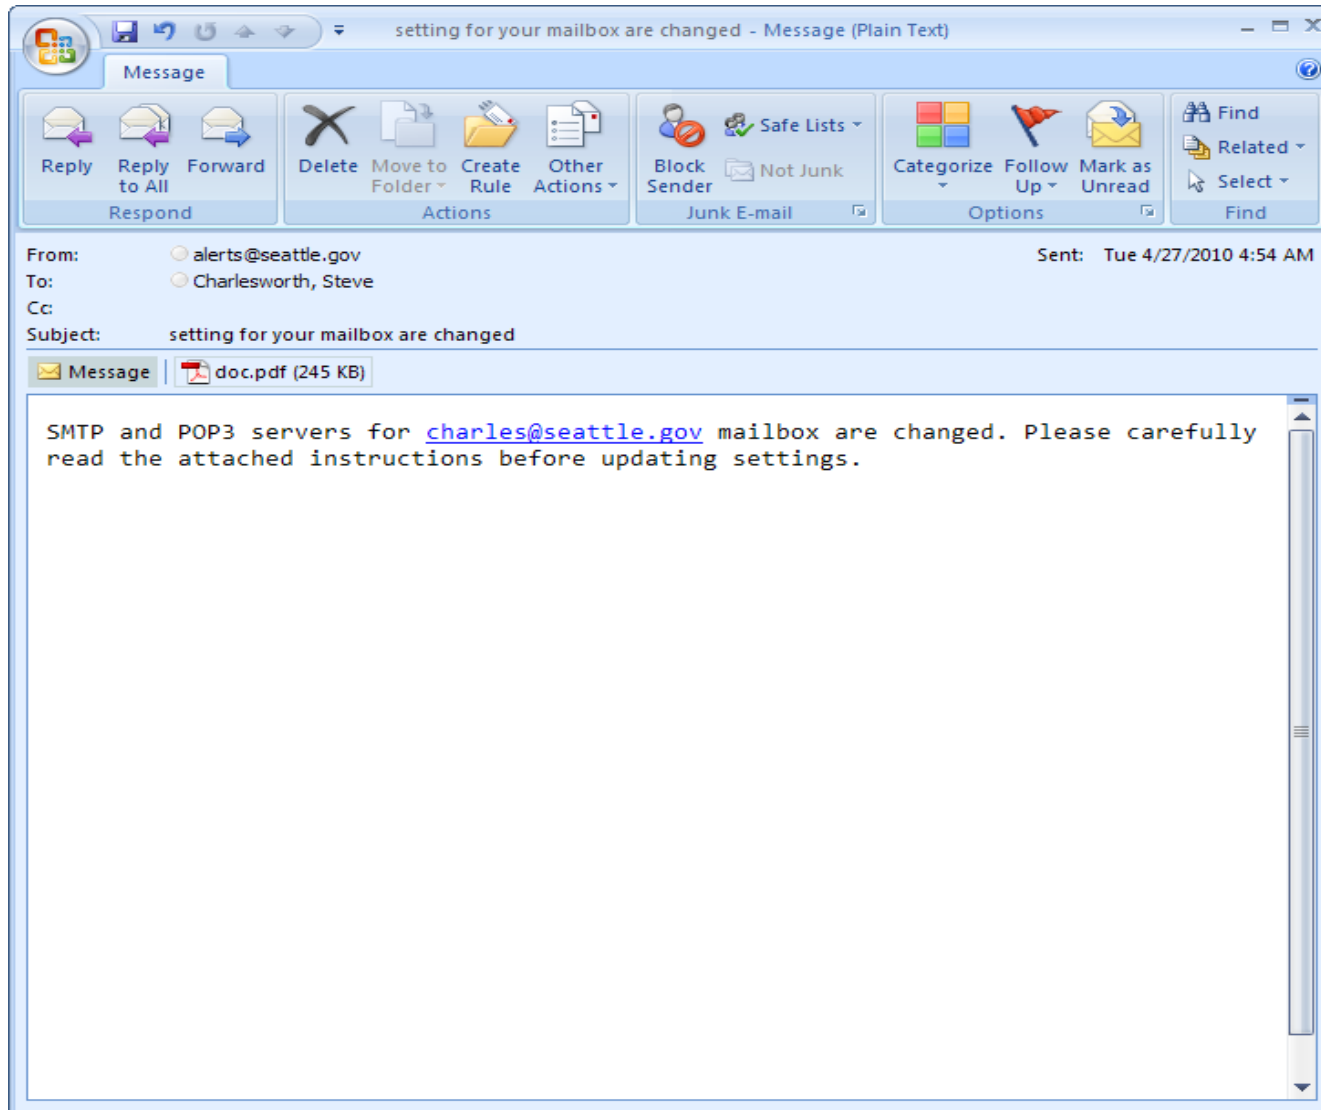 setting for your mailbox are changed - Message (Plain Text)
Message
Reply
Reply to All
Forward
Respond
Delete
Move to Folder
Create Rule
Other Actions
Actions
Block Sender
Safe Lists
Not Junk
Junk E-mail
Categorize
Follow Up
Mark as Unread
Options
Find
Related
Select
Find
From: alerts@seattle.gov Sent: Tue 4/27/2010 4:54 AM
To: Charlesworth, Steve
Cc:
Subject: setting for your mailbox are changed
Message doc.pdf (245 KB)
SMTP and POP3 servers for charles@seattle.gov mailbox are changed. Please carefully
read the attached instructions before updating settings.